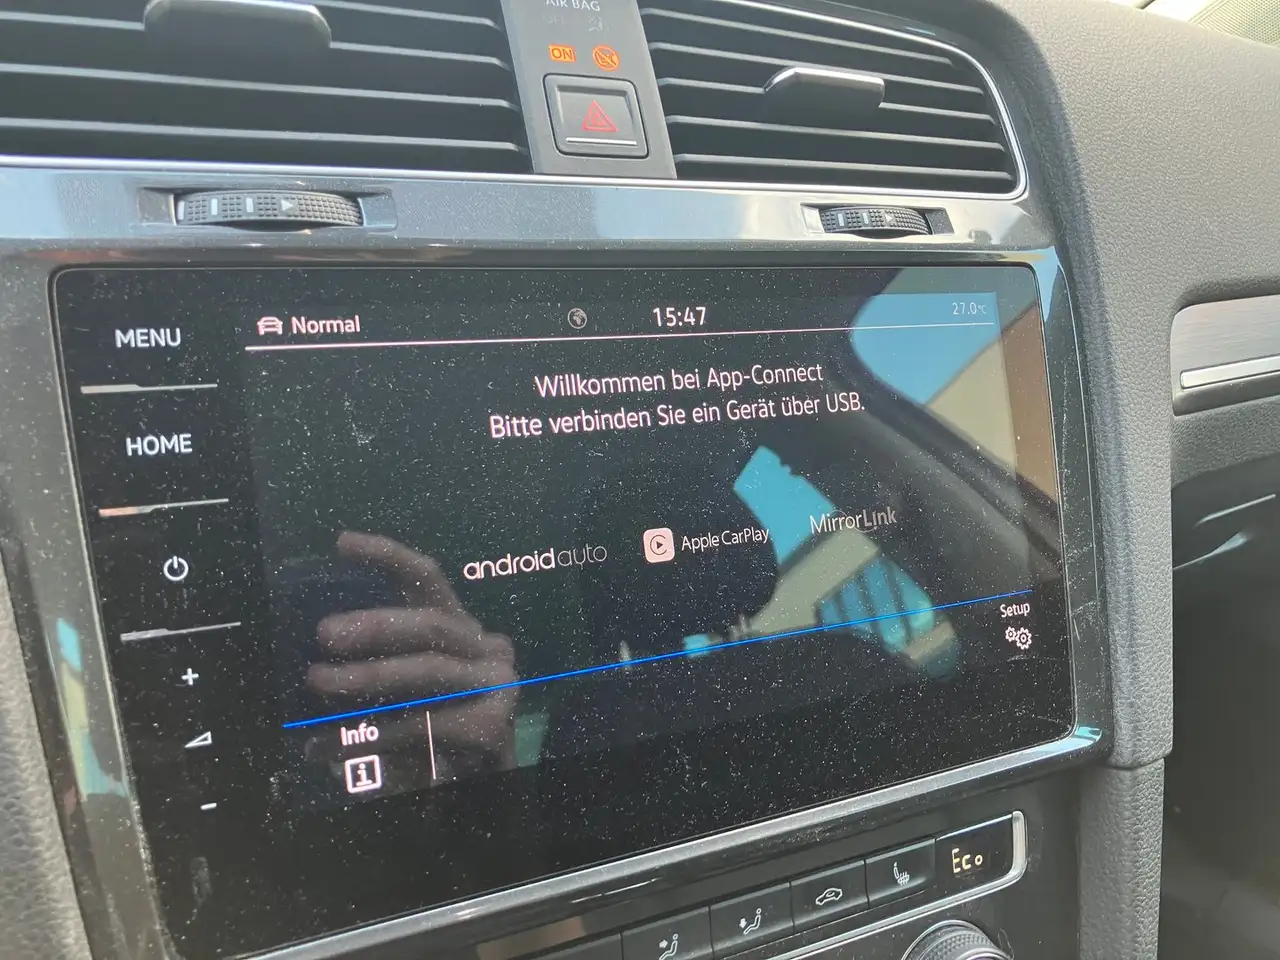 AIR BAG
OFF
ON
MENU
Normal
15:47
27.0°C
Willkommen bei App-Connect
Bitte verbinden Sie ein Gerät über USB.
HOME
androidauto
Apple CarPlay
MirrorLink
Setup
+
Info
i
-
Eco